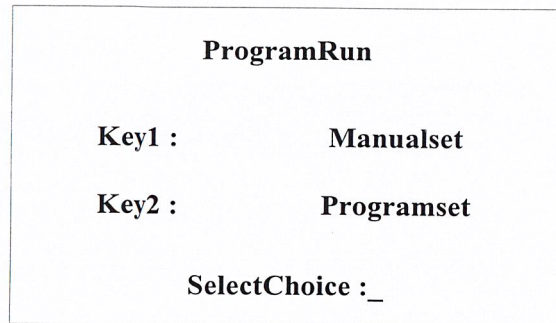 ProgramRun
Key1 : Manualset
Key2 : Programset
SelectChoice :_